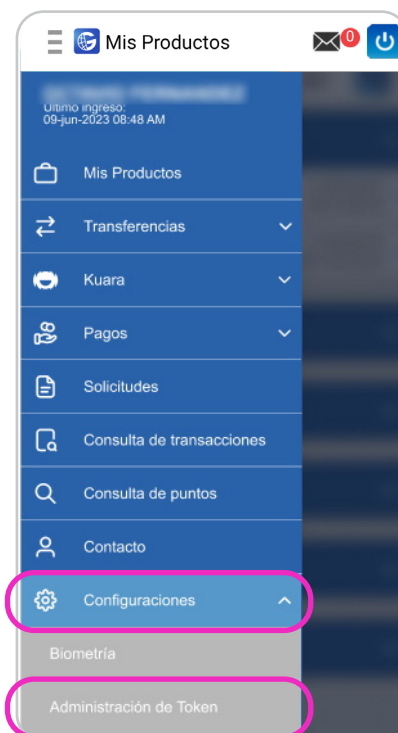 Mis Productos
0
Último ingreso:
09-jun-2023 08:48 AM
Mis Productos
Transferencias
Kuara
Pagos
Solicitudes
Consulta de transacciones
Consulta de puntos
Contacto
Configuraciones
Biometría
Administración de Token